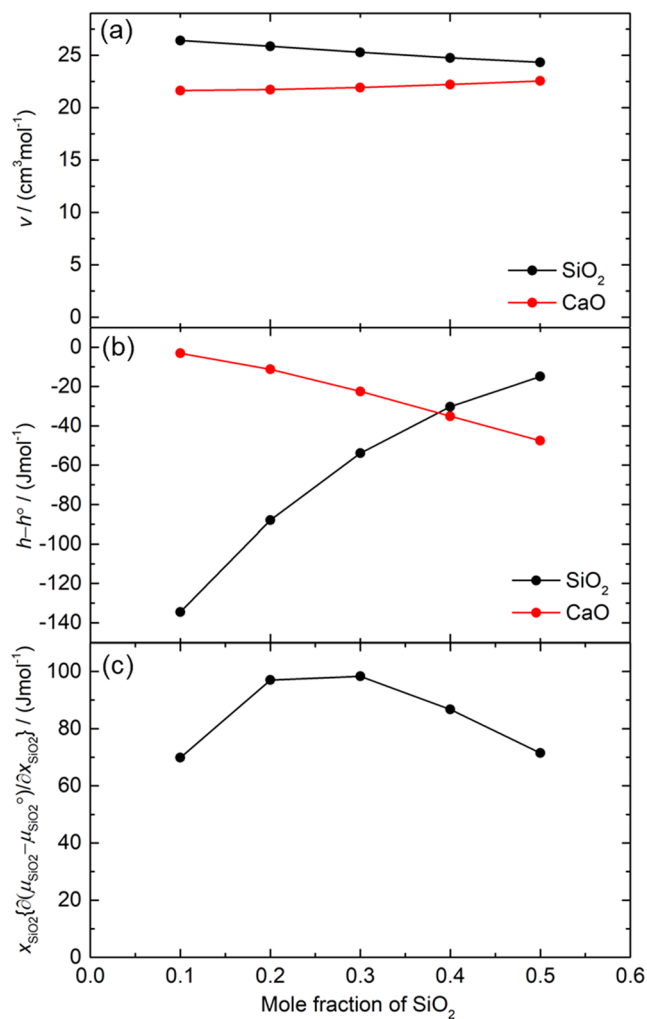 (a)
25
20
15
10
5
0
v / (cm³mol⁻¹)
SiO₂
CaO
(b)
0
-20
-40
-60
-80
-100
-120
-140
h–h° / (Jmol⁻¹)
SiO₂
CaO
(c)
100
80
60
40
20
0
x_SiO2{∂(μ_SiO2–μ_SiO2°)/∂x_SiO2} / (Jmol⁻¹)
0.0 0.1 0.2 0.3 0.4 0.5 0.6
Mole fraction of SiO₂